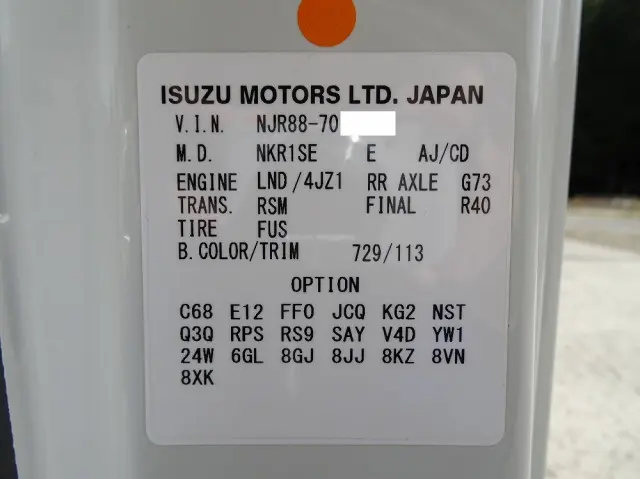 ISUZU MOTORS LTD. JAPAN
V.I.N. NJR88-70
M.D. NKR1SE E AJ/CD
ENGINE LND/4JZ1 RR AXLE G73
TRANS. RSM FINAL R40
TIRE FUS
B.COLOR/TRIM 729/113
OPTION
C68 E12 FF0 JCQ KG2 NST
Q3Q RPS RS9 SAY V4D YW1
24W 6GL 8GJ 8JJ 8KZ 8VN
8XK